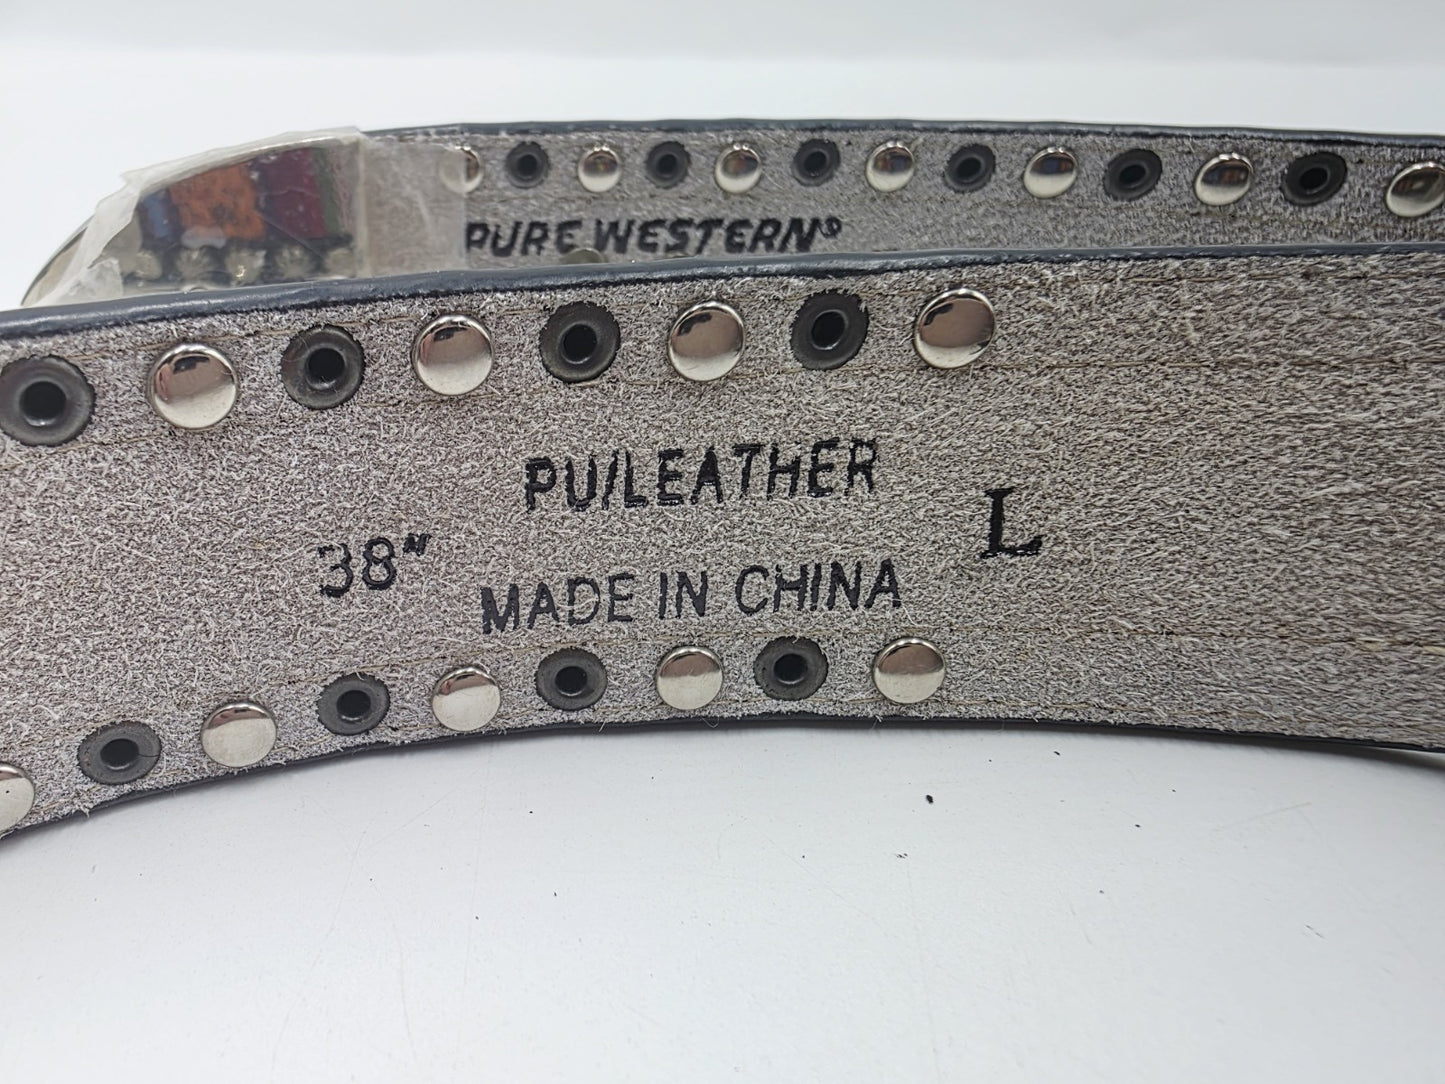 PURE WESTERN®
PU/LEATHER
38"
MADE IN CHINA
L